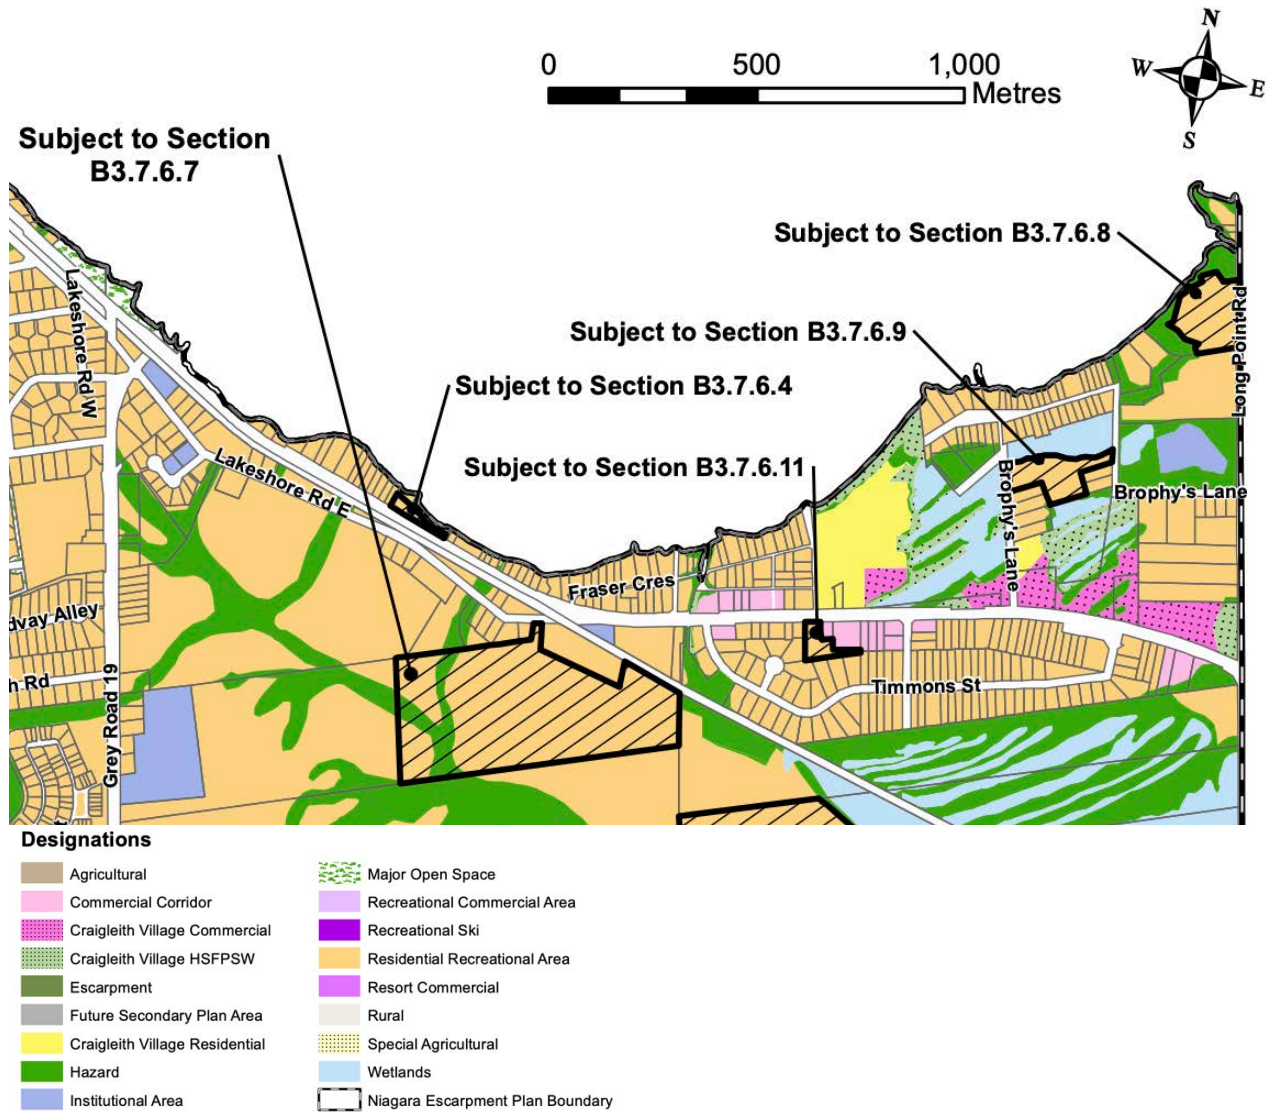 N
W
E
S
0 500 1,000
Metres
Subject to Section
B3.7.6.7
Subject to Section B3.7.6.8
Subject to Section B3.7.6.9
Subject to Section B3.7.6.4
Subject to Section B3.7.6.11
Lakeshore Rd W
Lakeshore Rd E
Long Point Rd
Brophy's Lane
Brophy's Lane
Fraser Cres
Timmons St
dvay Alley
h Rd
Grey Road 19
Designations
Agricultural
Commercial Corridor
Craigleith Village Commercial
Craigleith Village HSFPSW
Escarpment
Future Secondary Plan Area
Craigleith Village Residential
Hazard
Institutional Area
Major Open Space
Recreational Commercial Area
Recreational Ski
Residential Recreational Area
Resort Commercial
Rural
Special Agricultural
Wetlands
Niagara Escarpment Plan Boundary